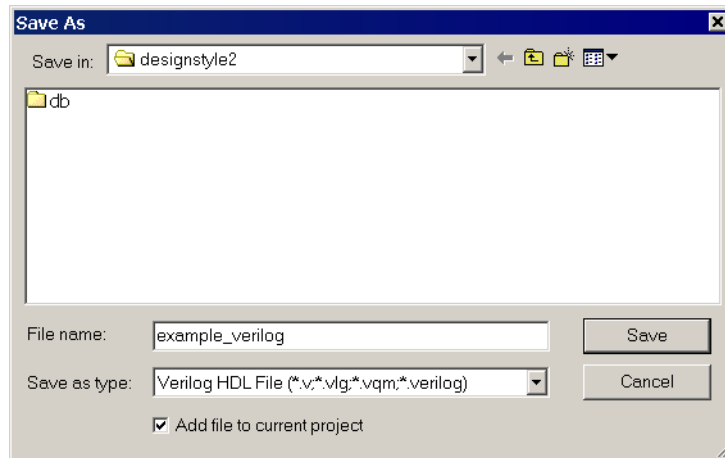 Save As
Save in: designstyle2
db
File name: example_verilog Save
Save as type: Verilog HDL File (*.v;*.vlg;*.vqm;*.verilog) Cancel
Add file to current project